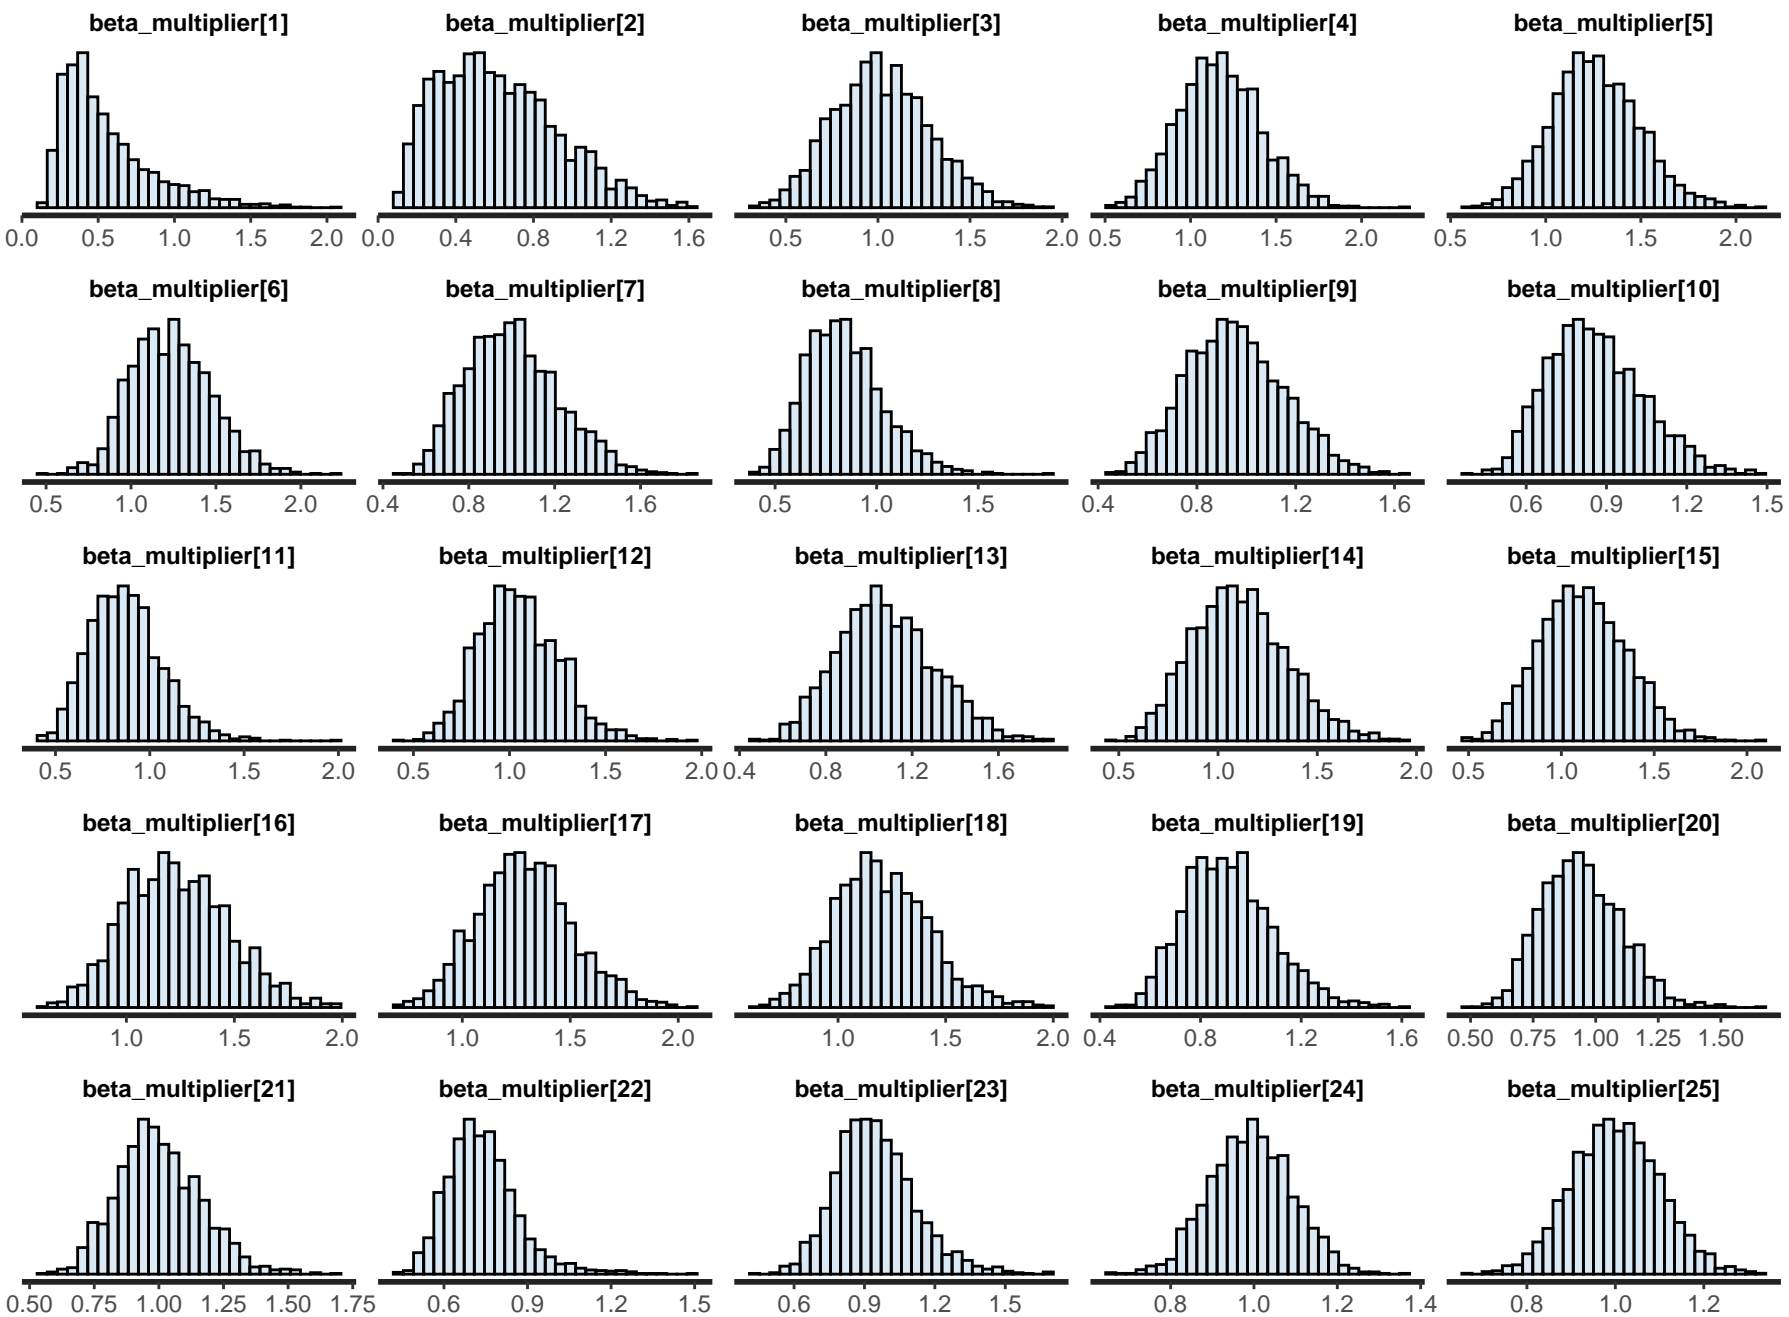 beta_multiplier[1] beta_multiplier[2] beta_multiplier[3] beta_multiplier[4] beta_multiplier[5]
0.0 0.5 1.0 1.5 2.0 0.0 0.4 0.8 1.2 1.6 0.5 1.0 1.5 2.0 0.5 1.0 1.5 2.0 0.5 1.0 1.5 2.0
beta_multiplier[6] beta_multiplier[7] beta_multiplier[8] beta_multiplier[9] beta_multiplier[10]
0.5 1.0 1.5 2.0 0.4 0.8 1.2 1.6 0.5 1.0 1.5 0.4 0.8 1.2 1.6 0.6 0.9 1.2 1.5
beta_multiplier[11] beta_multiplier[12] beta_multiplier[13] beta_multiplier[14] beta_multiplier[15]
0.5 1.0 1.5 2.0 0.5 1.0 1.5 2.0 0.4 0.8 1.2 1.6 0.5 1.0 1.5 2.0 0.5 1.0 1.5 2.0
beta_multiplier[16] beta_multiplier[17] beta_multiplier[18] beta_multiplier[19] beta_multiplier[20]
1.0 1.5 2.0 1.0 1.5 2.0 1.0 1.5 2.0 0.4 0.8 1.2 1.6 0.50 0.75 1.00 1.25 1.50
beta_multiplier[21] beta_multiplier[22] beta_multiplier[23] beta_multiplier[24] beta_multiplier[25]
0.50 0.75 1.00 1.25 1.50 1.75 0.6 0.9 1.2 1.5 0.6 0.9 1.2 1.5 0.8 1.0 1.2 1.4 0.8 1.0 1.2